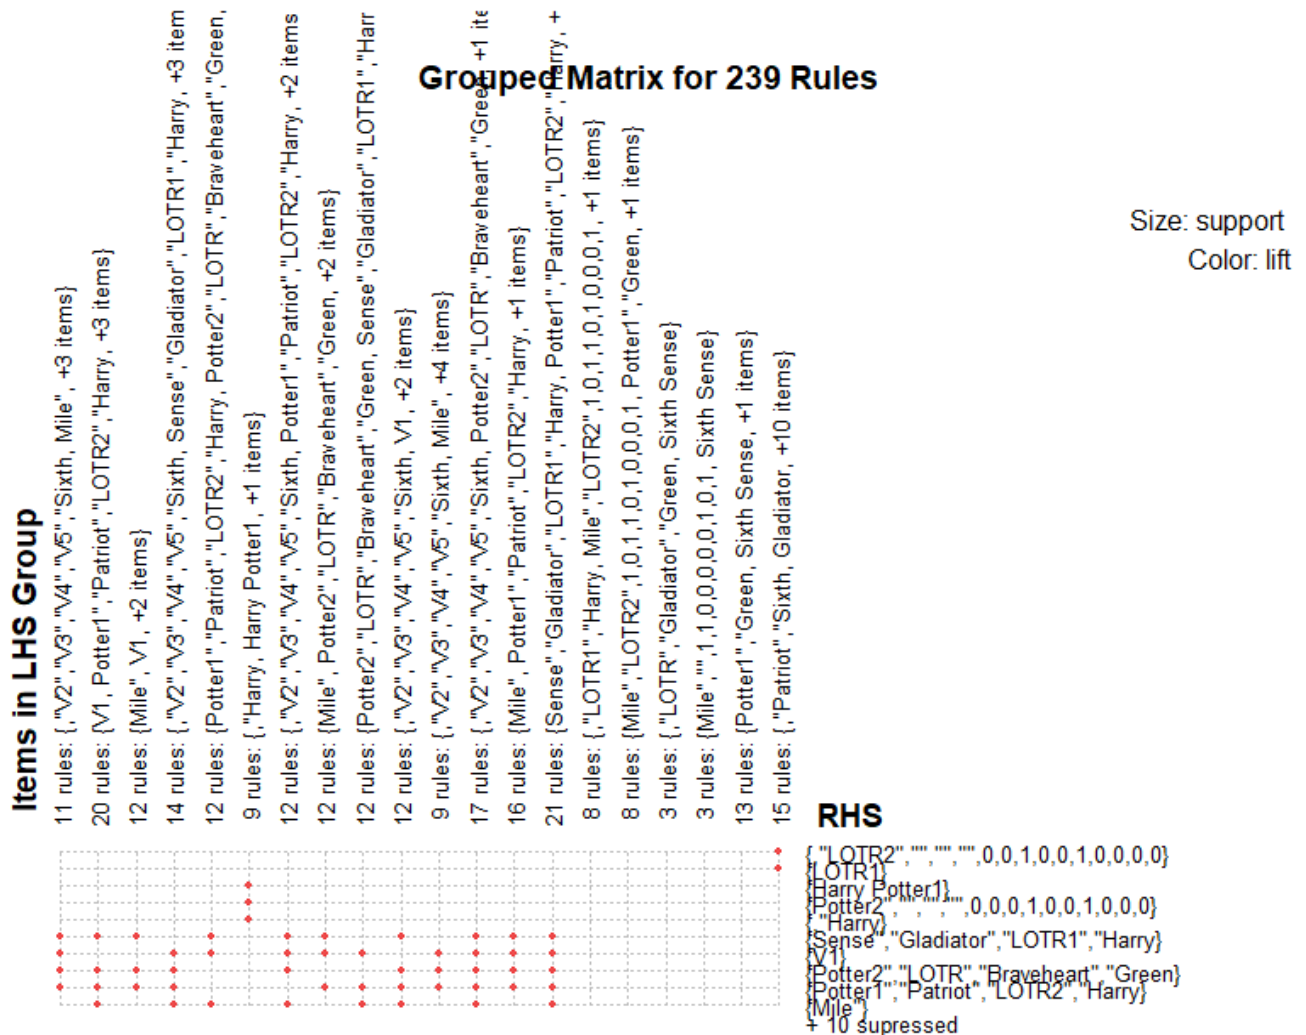 Grouped Matrix for 239 Rules
Size: support
Color: lift
Items in LHS Group
11 rules: {,"V2","V3","V4","V5","Sixth, Mile", +3 items}
20 rules: {V1, Potter1","Patriot","LOTR2","Harry, +3 items}
12 rules: {Mile", V1, +2 items}
14 rules: {,"V2","V3","V4","V5","Sixth, Sense","Gladiator","LOTR1","Harry, +3 item
12 rules: {Potter1","Patriot","LOTR2","Harry, Potter2","LOTR","Braveheart","Green,
9 rules: {,"Harry, Harry Potter1, +1 items}
12 rules: {,"V2","V3","V4","V5","Sixth, Potter1","Patriot","LOTR2","Harry, +2 items
12 rules: {Mile", Potter2","LOTR","Braveheart","Green, +2 items}
12 rules: {Potter2","LOTR","Braveheart","Green, Sense","Gladiator","LOTR1","Harr
12 rules: {,"V2","V3","V4","V5","Sixth, V1, +2 items}
9 rules: {,"V2","V3","V4","V5","Sixth, Mile", +4 items}
17 rules: {,"V2","V3","V4","V5","Sixth, Potter2","LOTR","Braveheart","Green, +1 ite
16 rules: {Mile", Potter1","Patriot","LOTR2","Harry, +1 items}
21 rules: {Sense","Gladiator","LOTR1","Harry, Potter1","Patriot","LOTR2","Harry, +
8 rules: {,"LOTR1","Harry, Mile","LOTR2",1,0,1,1,0,1,0,0,0,1, +1 items}
8 rules: {Mile","LOTR2",1,0,1,1,0,1,0,0,0,1, Potter1","Green, +1 items}
3 rules: {,"LOTR","Gladiator","Green, Sixth Sense}
3 rules: {Mile","",1,1,0,0,0,0,0,1,0,1, Sixth Sense}
13 rules: {Potter1","Green, Sixth Sense, +1 items}
15 rules: {,"Patriot","Sixth, Gladiator, +10 items}
RHS
{,"LOTR2","","","",0,0,1,0,0,1,0,0,0,0}
{LOTR1}
{Harry Potter1}
{Potter2","","","",0,0,0,1,0,0,1,0,0,0}
{,"Harry}
{Sense","Gladiator","LOTR1","Harry}
{V1}
{Potter2","LOTR","Braveheart","Green}
{Potter1","Patriot","LOTR2","Harry}
{Mile"}
+ 10 supressed